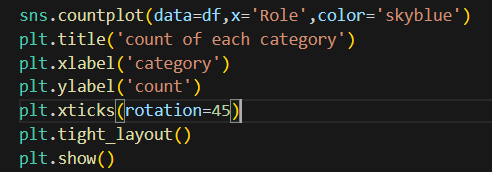 sns.countplot(data=df,x='Role',color='skyblue')
plt.title('count of each category')
plt.xlabel('category')
plt.ylabel('count')
plt.xticks(rotation=45)
plt.tight_layout()
plt.show()